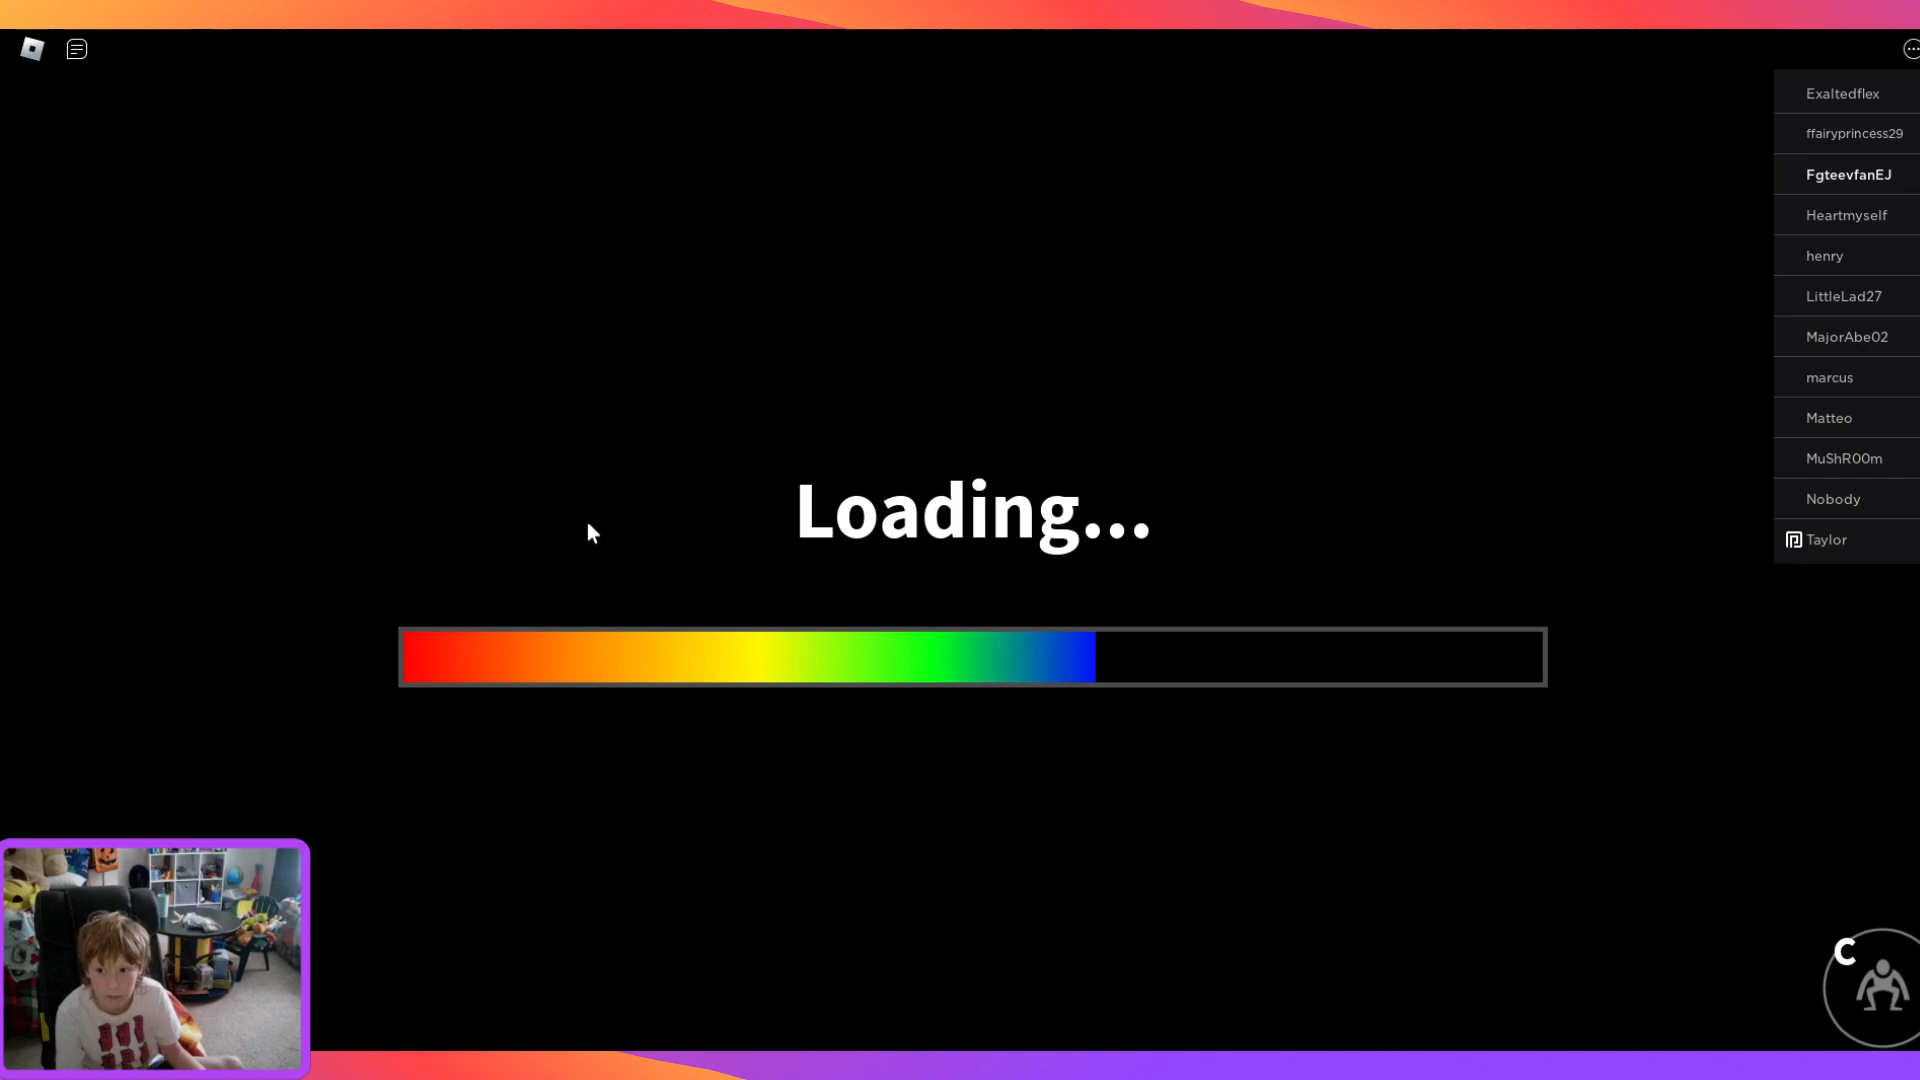 Exaltedflex
ffairyprincess29
FgteevfanEJ
Heartmyself
henry
LittleLad27
MajorAbe02
marcus
Matteo
MuShR00m
Nobody
Taylor
Loading...
C